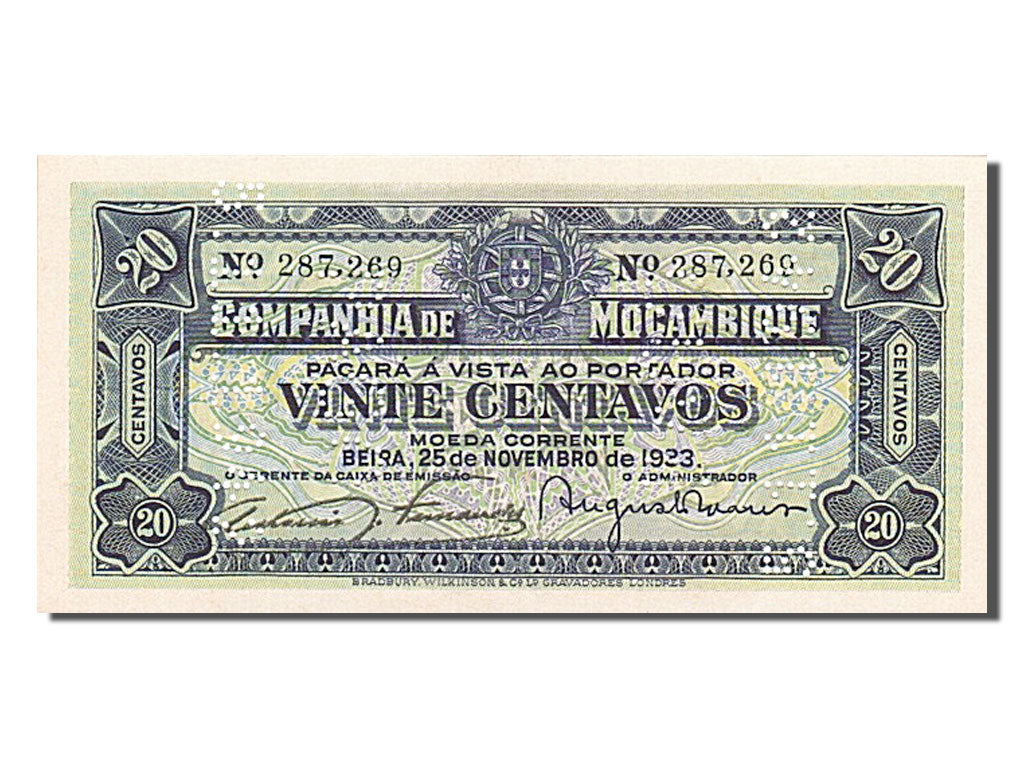 20 20
Nº 287,269 Nº 287,269
COMPANHIA DE MOÇAMBIQUE
PAGARÁ Á VISTA AO PORTADOR
VINTE CENTAVOS
CENTAVOS CENTAVOS
MOEDA CORRENTE
BEIRA, 25 de NOVEMBRO de 1933.
O GERENTE DA CAIXA DE EMISSÃO O ADMINISTRADOR
20 20
BRADBURY, WILKINSON & Cº Lº GRAVADORES LONDRES